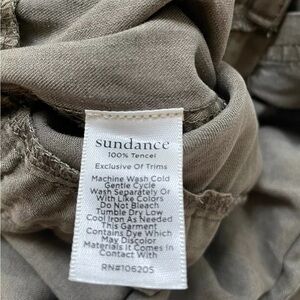 sundance
100% Tencel
Exclusive Of Trims
Machine Wash Cold
Gentle Cycle
Wash Separately Or
With Like Colors
Do Not Bleach
Tumble Dry Low
Cool Iron As Needed
This Garment
Contains Dye Which
May Discolor
Materials It Comes In
Contact With
RN#106205